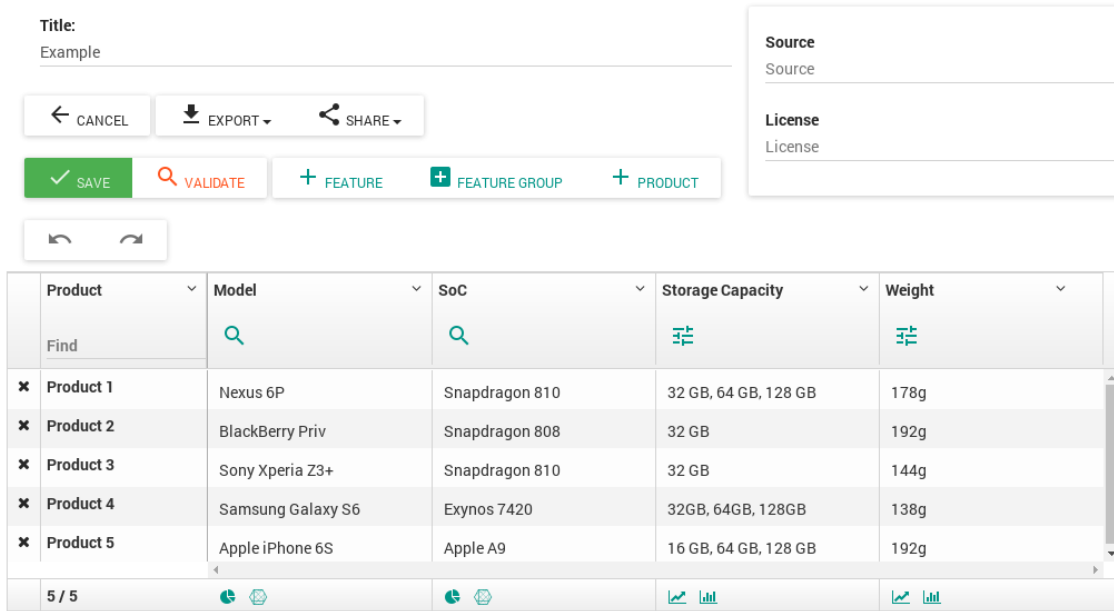 Title:
Example
Source
Source
License
License
CANCEL EXPORT SHARE
SAVE VALIDATE FEATURE FEATURE GROUP PRODUCT
Product Model SoC Storage Capacity Weight
Find
Product 1 Nexus 6P Snapdragon 810 32 GB, 64 GB, 128 GB 178g
Product 2 BlackBerry Priv Snapdragon 808 32 GB 192g
Product 3 Sony Xperia Z3+ Snapdragon 810 32 GB 144g
Product 4 Samsung Galaxy S6 Exynos 7420 32GB, 64GB, 128GB 138g
Product 5 Apple iPhone 6S Apple A9 16 GB, 64 GB, 128 GB 192g
5 / 5